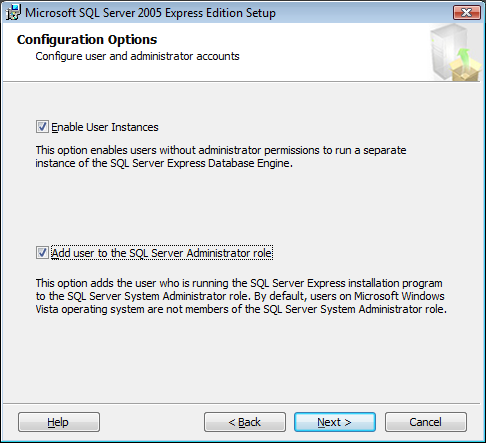 Microsoft SQL Server 2005 Express Edition Setup
Configuration Options
Configure user and administrator accounts
Enable User Instances
This option enables users without administrator permissions to run a separate
instance of the SQL Server Express Database Engine.
Add user to the SQL Server Administrator role
This option adds the user who is running the SQL Server Express installation program
to the SQL Server System Administrator role. By default, users on Microsoft Windows
Vista operating system are not members of the SQL Server System Administrator role.
Help
< Back
Next >
Cancel